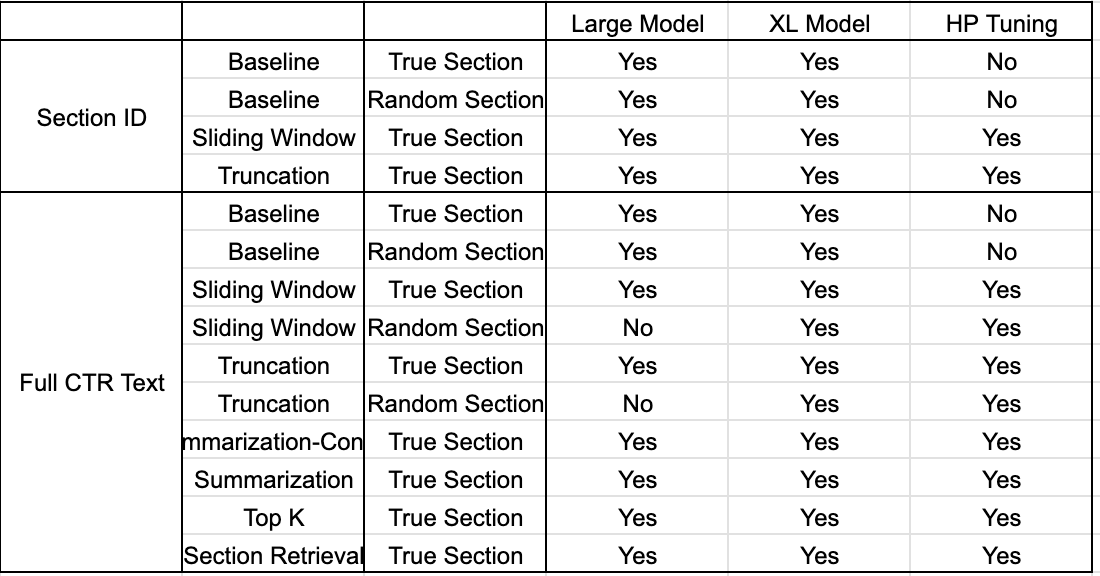 Large Model XL Model HP Tuning
Section ID
Baseline True Section Yes Yes No
Baseline Random Section Yes Yes No
Sliding Window True Section Yes Yes Yes
Truncation True Section Yes Yes Yes
Full CTR Text
Baseline True Section Yes Yes No
Baseline Random Section Yes Yes No
Sliding Window True Section Yes Yes Yes
Sliding Window Random Section No Yes Yes
Truncation True Section Yes Yes Yes
Truncation Random Section No Yes Yes
mmarization-Con True Section Yes Yes Yes
Summarization True Section Yes Yes Yes
Top K True Section Yes Yes Yes
Section Retrieval True Section Yes Yes Yes